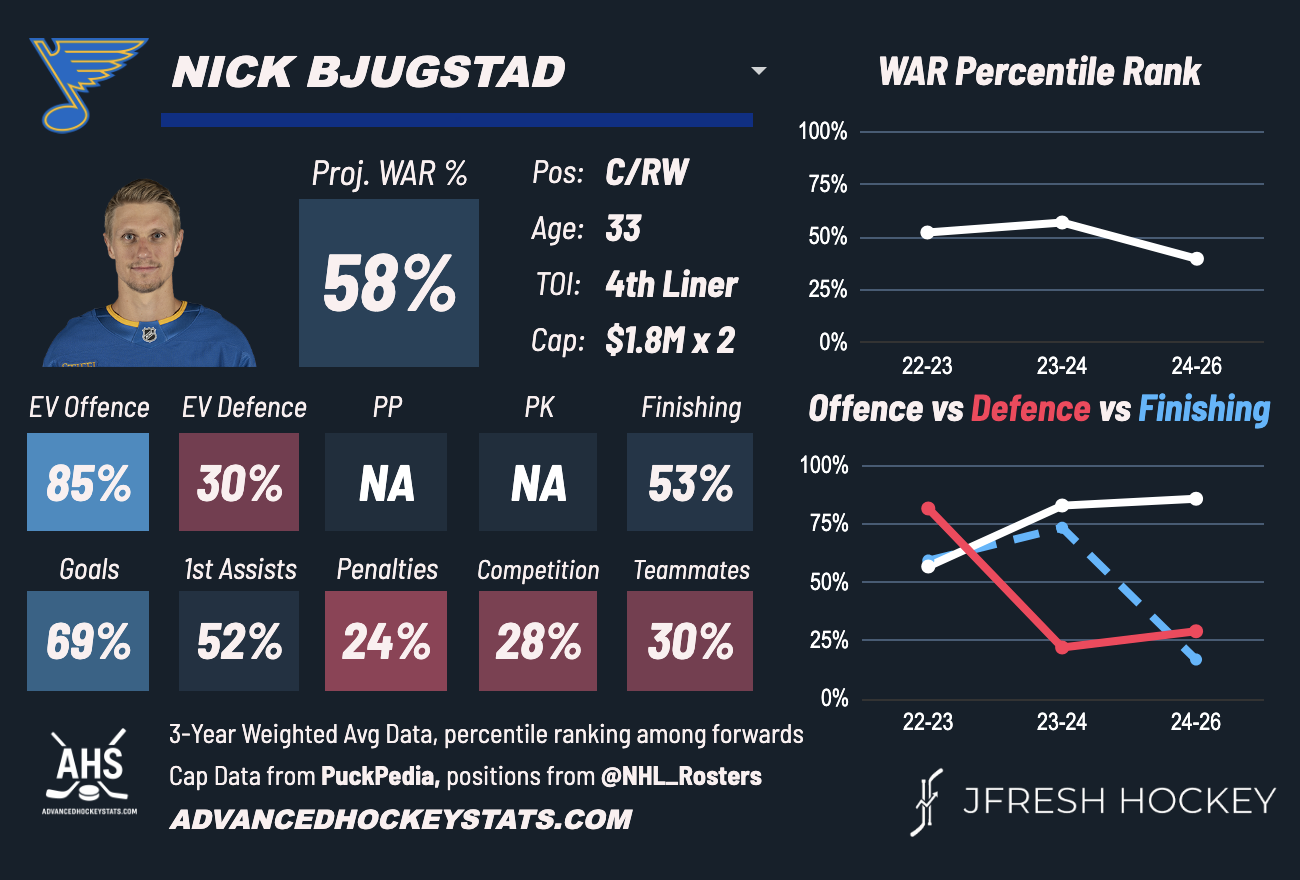 NICK BJUGSTAD
WAR Percentile Rank
Proj. WAR %
58%
Pos: C/RW
Age: 33
TOI: 4th Liner
Cap: $1.8M x 2
100%
75%
50%
25%
0%
22-23 23-24 24-26
EV Offence EV Defence PP PK Finishing
85% 30% NA NA 53%
Goals 1st Assists Penalties Competition Teammates
69% 52% 24% 28% 30%
Offence vs Defence vs Finishing
100%
75%
50%
25%
0%
22-23 23-24 24-26
AHS
ADVANCEDHOCKEYSTATS.COM
3-Year Weighted Avg Data, percentile ranking among forwards
Cap Data from PuckPedia, positions from @NHL_Rosters
ADVANCEDHOCKEYSTATS.COM
JFRESH HOCKEY